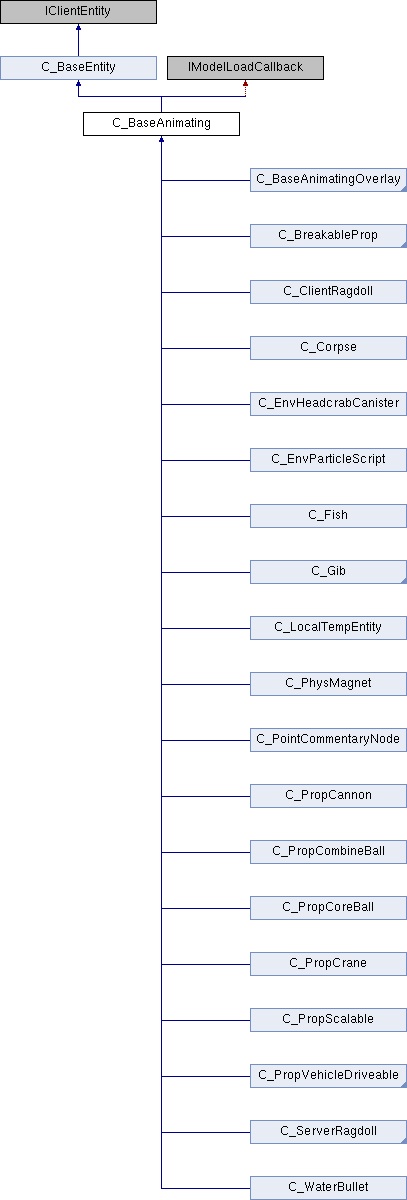 IClientEntity
C_BaseEntity
IModelLoadCallback
C_BaseAnimating
C_BaseAnimatingOverlay
C_BreakableProp
C_ClientRagdoll
C_Corpse
C_EnvHeadcrabCanister
C_EnvParticleScript
C_Fish
C_Gib
C_LocalTempEntity
C_PhysMagnet
C_PointCommentaryNode
C_PropCannon
C_PropCombineBall
C_PropCoreBall
C_PropCrane
C_PropScalable
C_PropVehicleDriveable
C_ServerRagdoll
C_WaterBullet